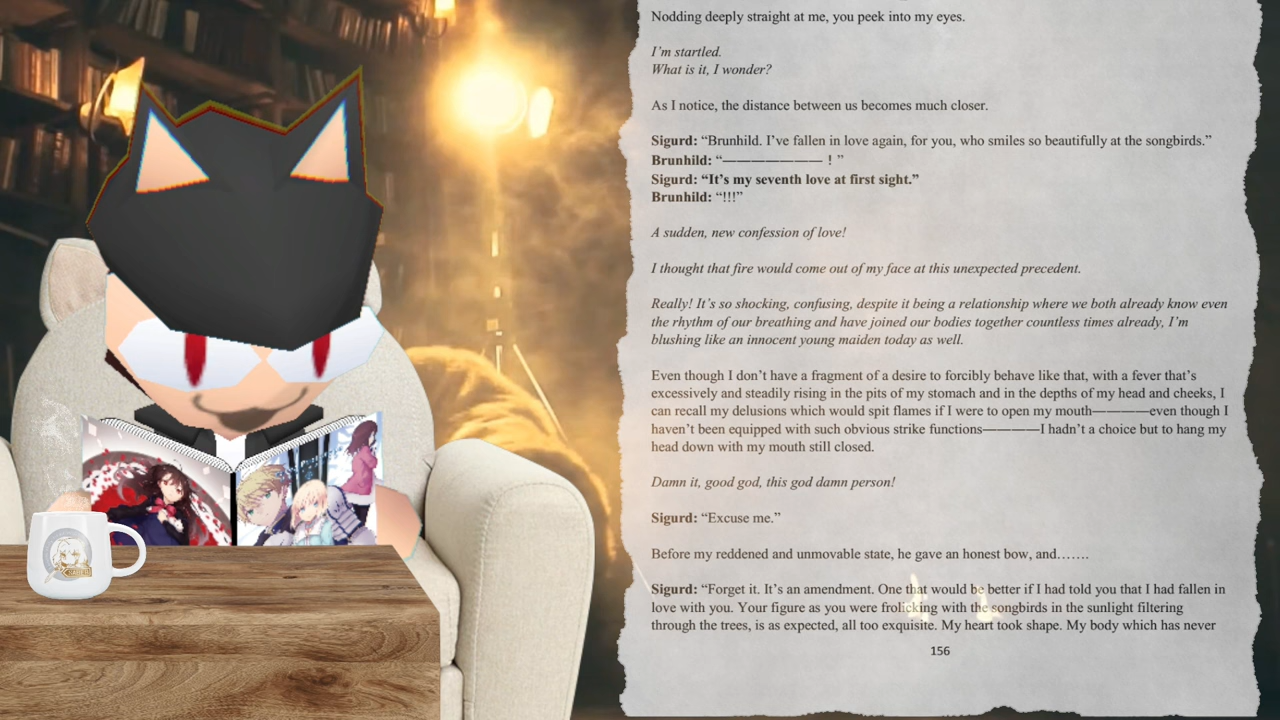 Nodding deeply straight at me, you peek into my eyes.
I'm startled.
What is it, I wonder?
As I notice, the distance between us becomes much closer.
Sigurd: “Brunhild. I've fallen in love again, for you, who smiles so beautifully at the songbirds.”
Brunhild: “——————— ! ”
Sigurd: “It's my seventh love at first sight.”
Brunhild: “!!!”
A sudden, new confession of love!
I thought that fire would come out of my face at this unexpected precedent.
Really! It's so shocking, confusing, despite it being a relationship where we both already know even
the rhythm of our breathing and have joined our bodies together countless times already, I'm
blushing like an innocent young maiden today as well.
Even though I don't have a fragment of a desire to forcibly behave like that, with a fever that's
excessively and steadily rising in the pits of my stomach and in the depths of my head and cheeks, I
can recall my delusions which would spit flames if I were to open my mouth————even though I
haven't been equipped with such obvious strike functions————I hadn't a choice but to hang my
head down with my mouth still closed.
Damn it, good god, this god damn person!
Sigurd: “Excuse me.”
Before my reddened and unmovable state, he gave an honest bow, and…….
Sigurd: “Forget it. It's an amendment. One that would be better if I had told you that I had fallen in
love with you. Your figure as you were frolicking with the songbirds in the sunlight filtering
through the trees, is as expected, all too exquisite. My heart took shape. My body which has never
156